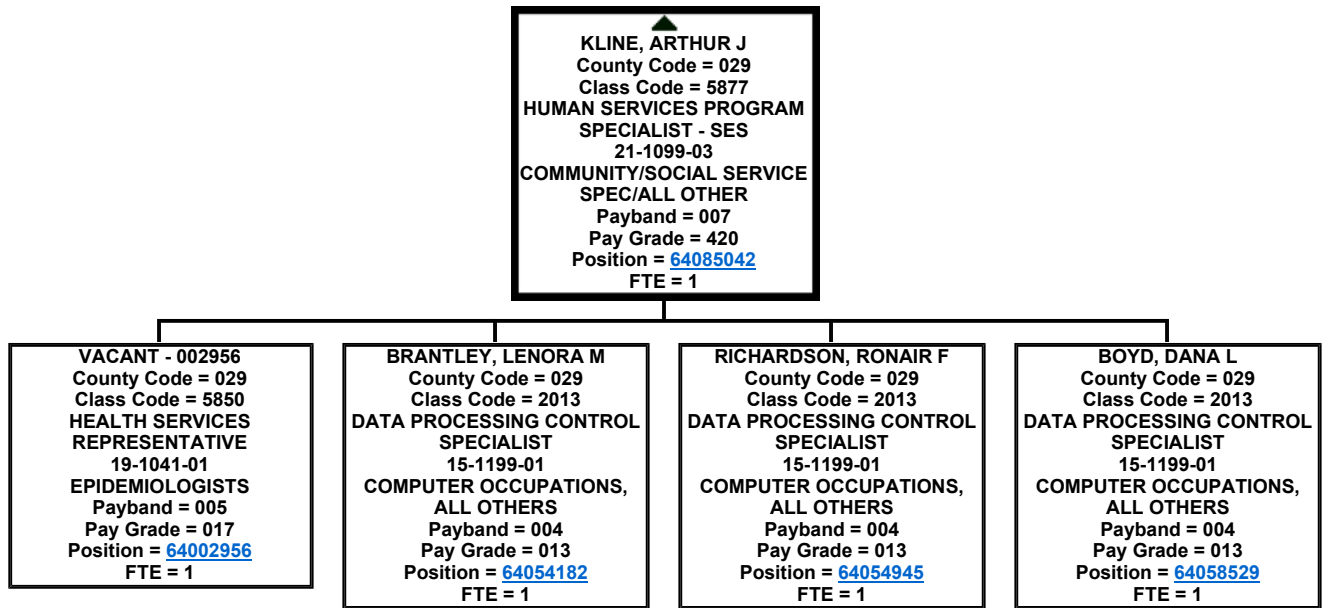 KLINE, ARTHUR J
County Code = 029
Class Code = 5877
HUMAN SERVICES PROGRAM
SPECIALIST - SES
21-1099-03
COMMUNITY/SOCIAL SERVICE
SPEC/ALL OTHER
Payband = 007
Pay Grade = 420
Position = 64085042
FTE = 1
VACANT - 002956
County Code = 029
Class Code = 5850
HEALTH SERVICES
REPRESENTATIVE
19-1041-01
EPIDEMIOLOGISTS
Payband = 005
Pay Grade = 017
Position = 64002956
FTE = 1
BRANTLEY, LENORA M
County Code = 029
Class Code = 2013
DATA PROCESSING CONTROL
SPECIALIST
15-1199-01
COMPUTER OCCUPATIONS,
ALL OTHERS
Payband = 004
Pay Grade = 013
Position = 64054182
FTE = 1
RICHARDSON, RONAIR F
County Code = 029
Class Code = 2013
DATA PROCESSING CONTROL
SPECIALIST
15-1199-01
COMPUTER OCCUPATIONS,
ALL OTHERS
Payband = 004
Pay Grade = 013
Position = 64054945
FTE = 1
BOYD, DANA L
County Code = 029
Class Code = 2013
DATA PROCESSING CONTROL
SPECIALIST
15-1199-01
COMPUTER OCCUPATIONS,
ALL OTHERS
Payband = 004
Pay Grade = 013
Position = 64058529
FTE = 1